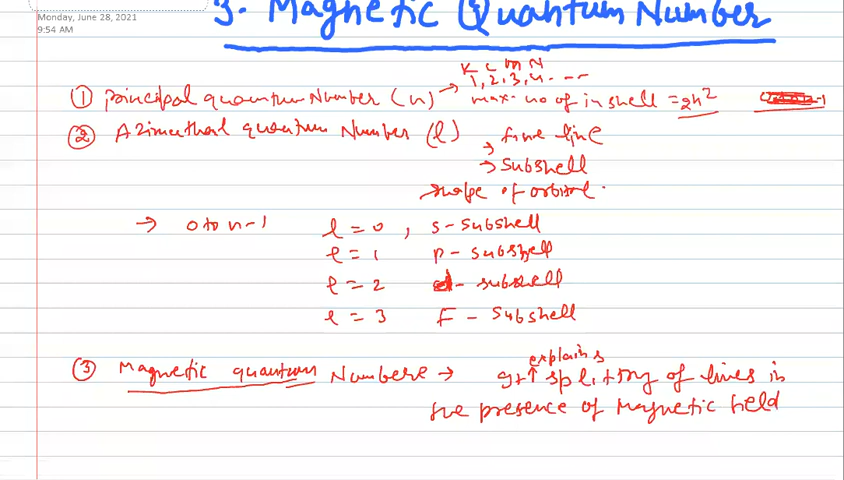 Monday, June 28, 2021
9:54 AM
3. Magnetic Quantum Number
K L M N
① Principal quantum Number (n) → 1, 2, 3, 4 - - -
max. no of in shell = 2n²
② Azimuthal quantum Number (l)
→ fine line
→ subshell
→ shape of orbital.
→ 0 to n-1 l = 0, s - subshell
l = 1 p - subshell
l = 2 d - subshell
l = 3 F - subshell
③ Magnetic quantum Numbere → It ↑ explains splitting of lines in
the presence of Magnetic field